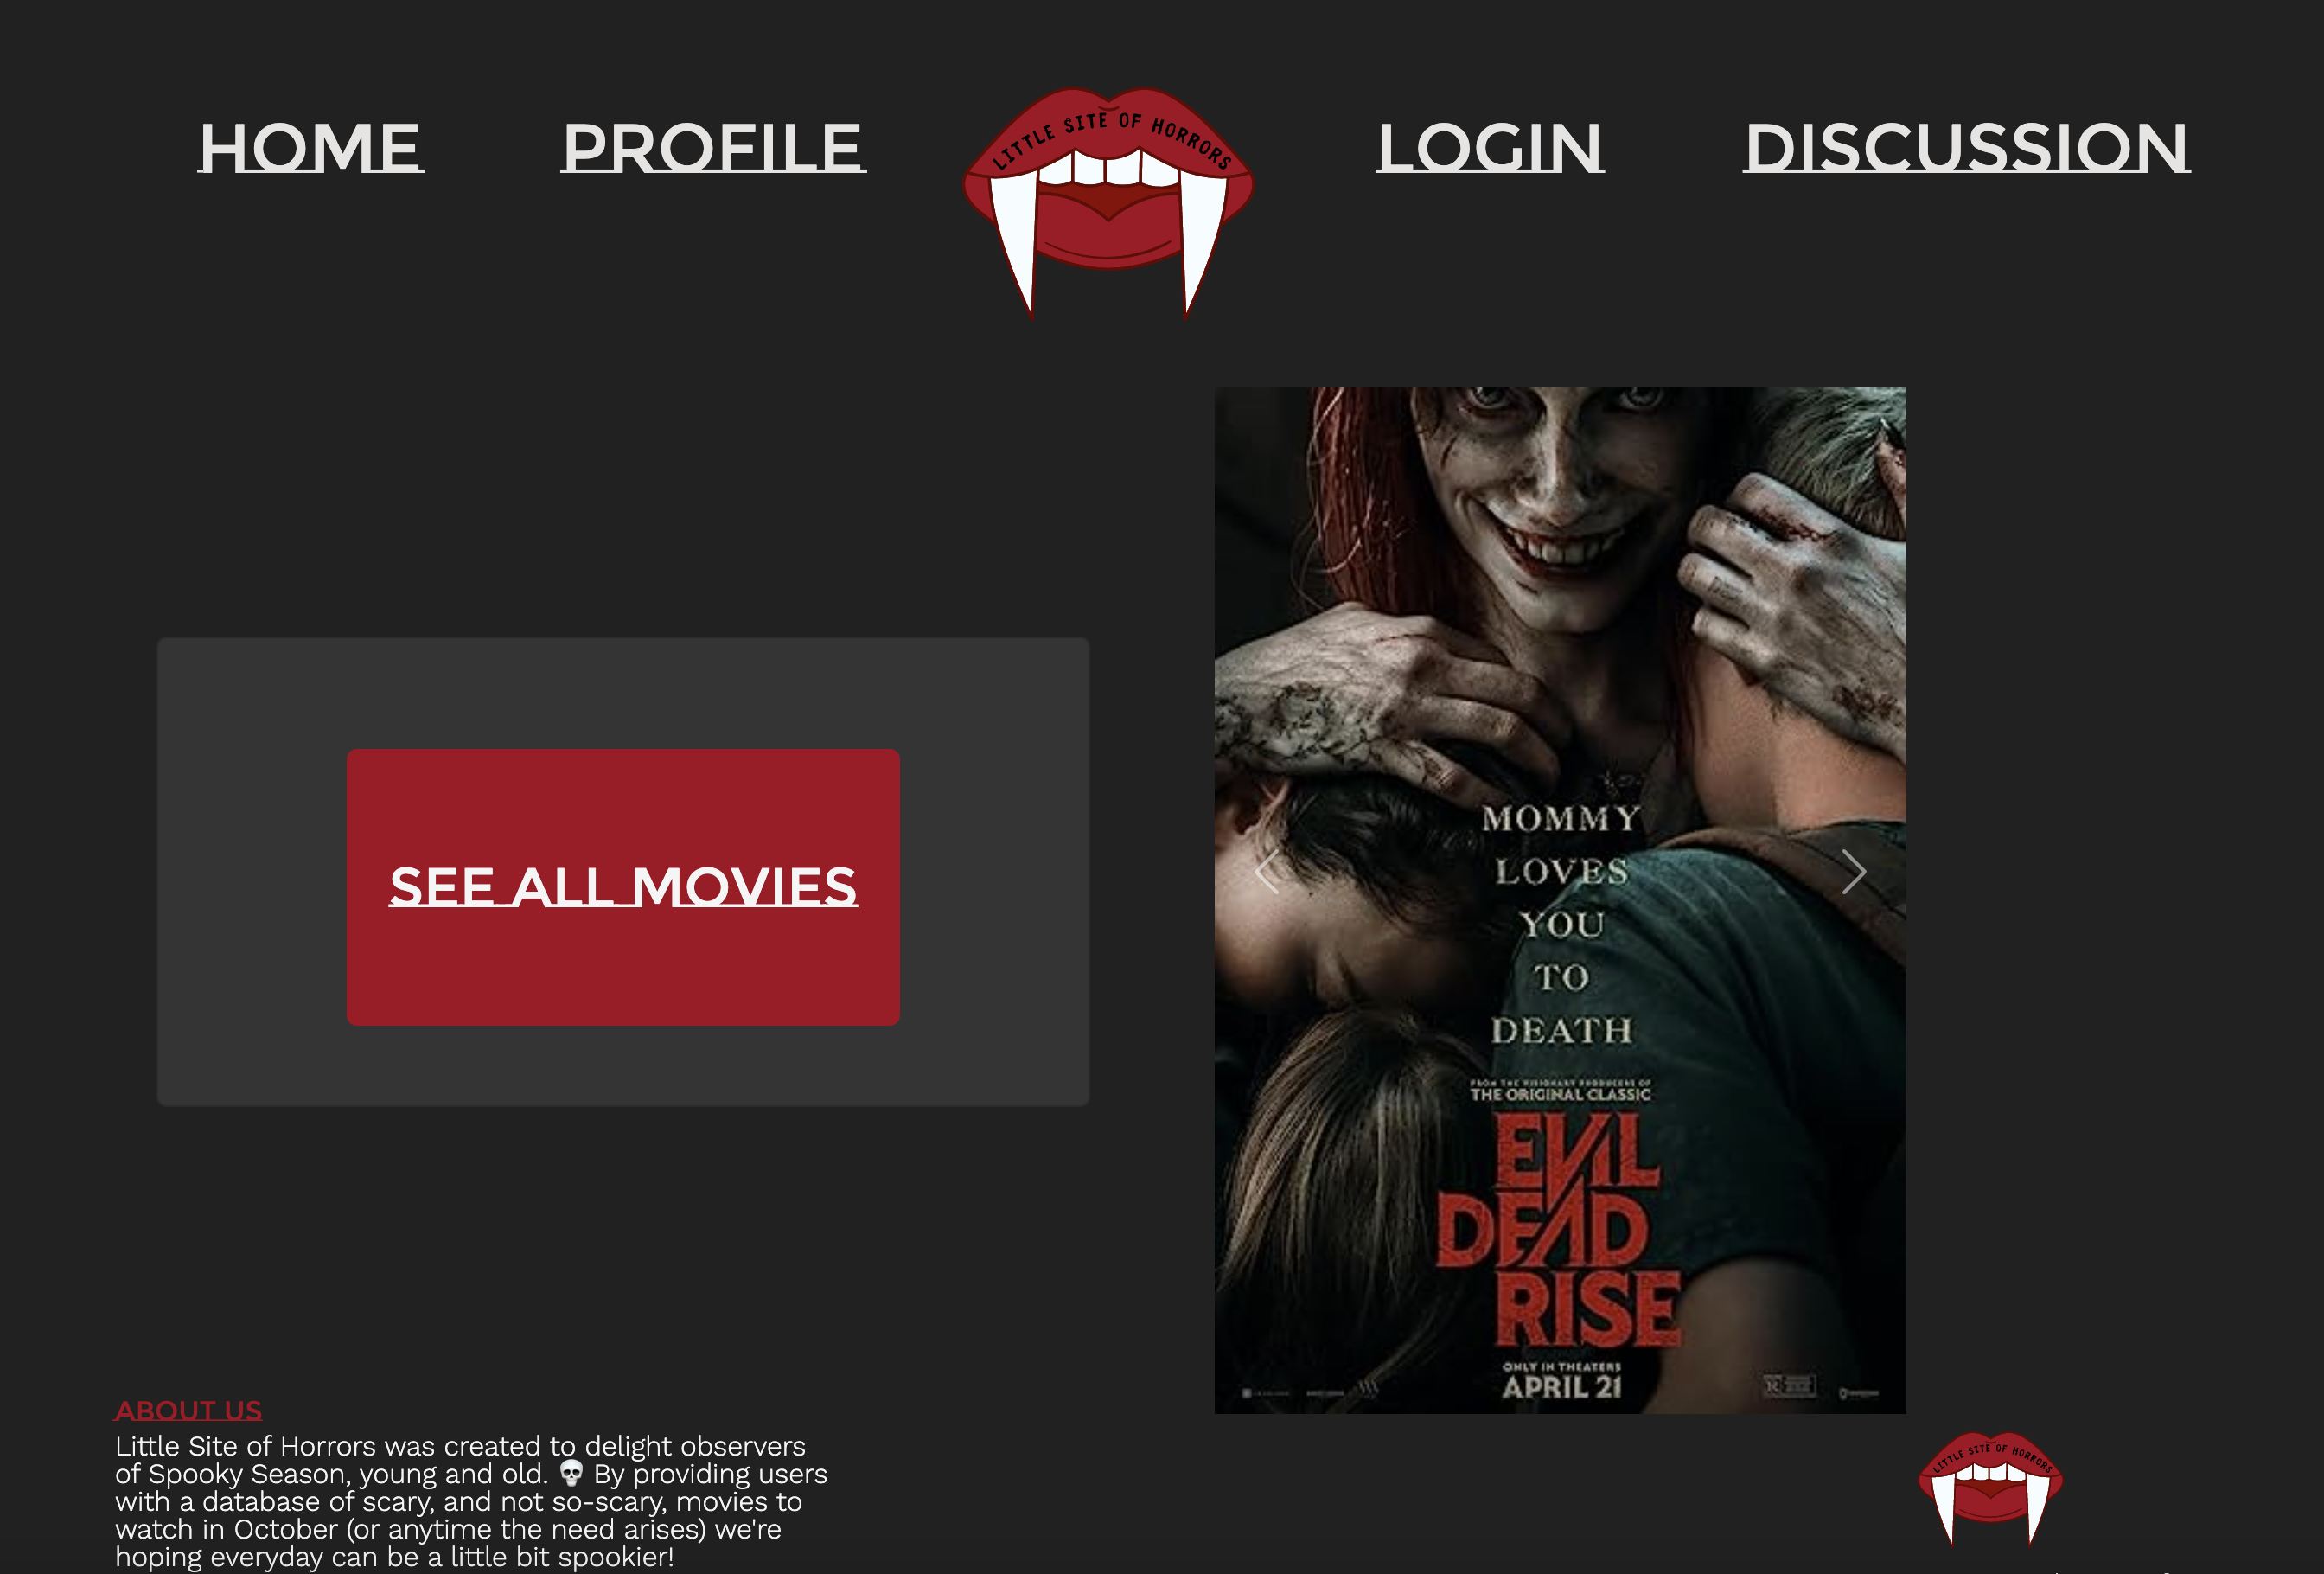 HOME
PROFILE
LITTLE SITE OF HORRORS
LOGIN
DISCUSSION
SEE ALL MOVIES
MOMMY
LOVES
YOU
TO
DEATH
FROM THE VISIONARY PRODUCERS OF
THE ORIGINAL CLASSIC
EVIL
DEAD
RISE
ONLY IN THEATERS
APRIL 21
ABOUT US
Little Site of Horrors was created to delight observers
of Spooky Season, young and old. 💀 By providing users
with a database of scary, and not so-scary, movies to
watch in October (or anytime the need arises) we're
hoping everyday can be a little bit spookier!
LITTLE SITE OF HORRORS